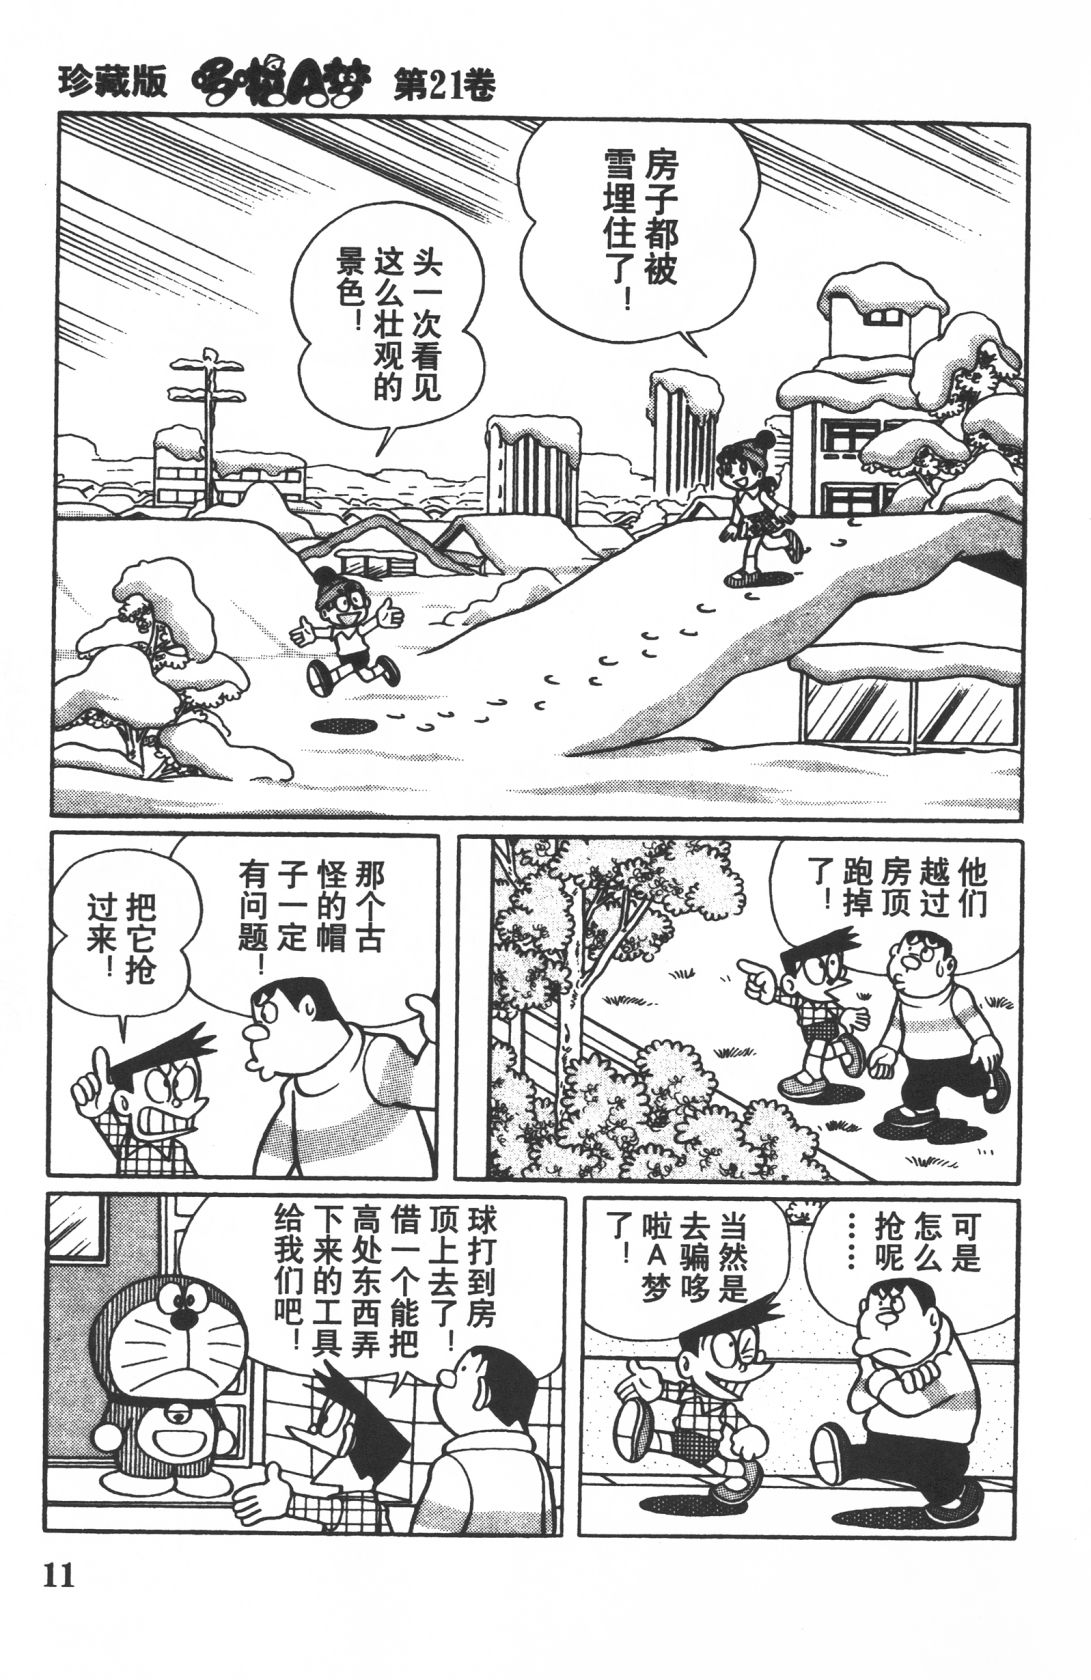 珍藏版 哆啦A梦 第21卷
房子都被
雪埋住了！
头一次看见
这么壮观的
景色！
他们
越过
房顶
跑掉
了！
那个古
怪的帽
子一定
有问题！
把它抢
过来！
可是
怎么
抢呢
……
当然是
去骗哆
啦A梦
了！
球打到房
顶上去了！
借一个能把
高处东西弄
下来的工具
给我们吧！
11